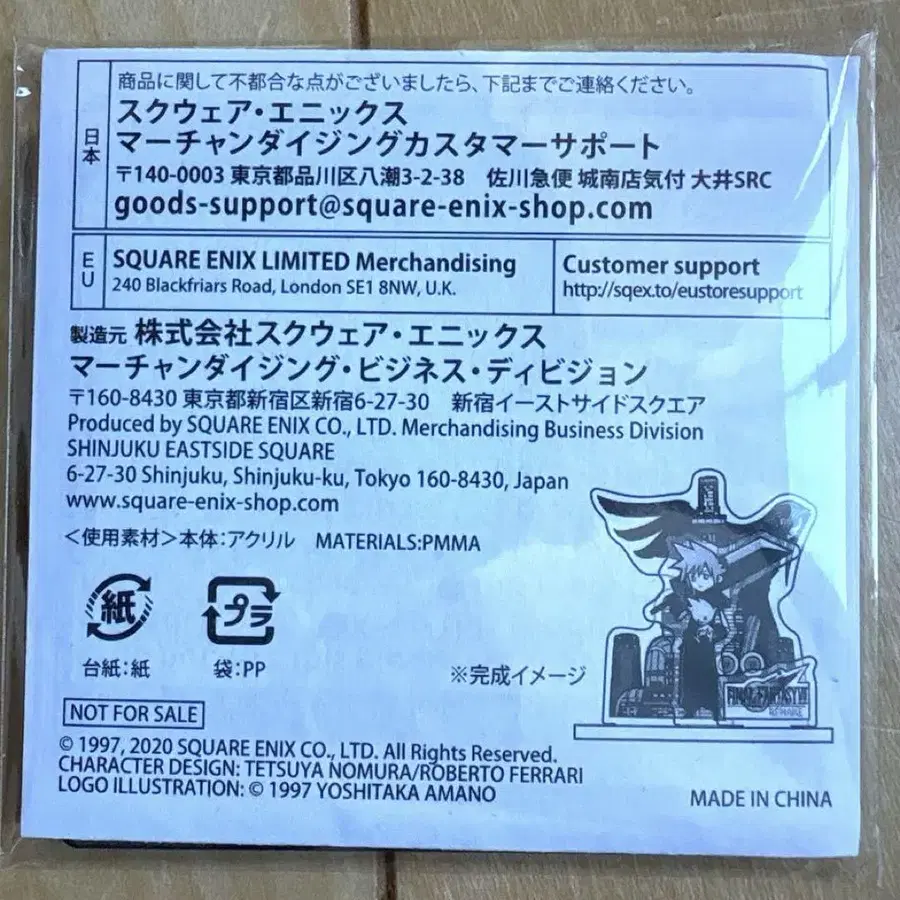 商品に関して不都合な点がございましたら、下記までご連絡ください。
日本
スクウェア・エニックス
マーチャンダイジングカスタマーサポート
〒140-0003 東京都品川区八潮3-2-38　佐川急便 城南店気付 大井SRC
goods-support@square-enix-shop.com
EU
SQUARE ENIX LIMITED Merchandising
240 Blackfriars Road, London SE1 8NW, U.K.
Customer support
http://sqex.to/eustoresupport
製造元 株式会社スクウェア・エニックス
マーチャンダイジング・ビジネス・ディビジョン
〒160-8430 東京都新宿区新宿6-27-30　新宿イーストサイドスクエア
Produced by SQUARE ENIX CO., LTD. Merchandising Business Division
SHINJUKU EASTSIDE SQUARE
6-27-30 Shinjuku, Shinjuku-ku, Tokyo 160-8430, Japan
www.square-enix-shop.com
＜使用素材＞本体：アクリル　MATERIALS:PMMA
紙
プラ
台紙：紙
袋：PP
※完成イメージ
FINAL FANTASY VII
REMAKE
NOT FOR SALE
© 1997, 2020 SQUARE ENIX CO., LTD. All Rights Reserved.
CHARACTER DESIGN: TETSUYA NOMURA/ROBERTO FERRARI
LOGO ILLUSTRATION: © 1997 YOSHITAKA AMANO
MADE IN CHINA